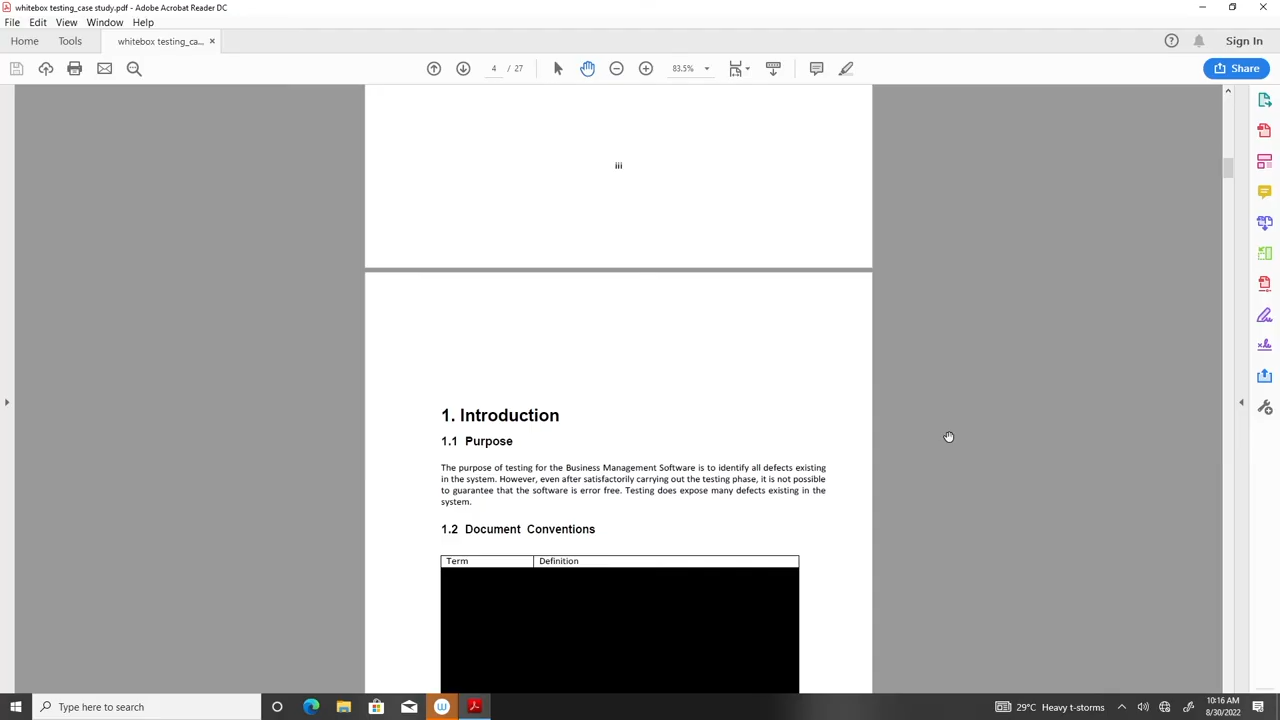 whitebox testing_case study.pdf - Adobe Acrobat Reader DC
File Edit View Window Help
Home Tools whitebox testing_ca... × Sign In
4 / 27 83.5% Share
iii
1. Introduction
1.1 Purpose
The purpose of testing for the Business Management Software is to identify all defects existing
in the system. However, even after satisfactorily carrying out the testing phase, it is not possible
to guarantee that the software is error free. Testing does expose many defects existing in the
system.
1.2 Document Conventions
Term Definition
Type here to search
29°C Heavy t-storms
10:16 AM
8/30/2022